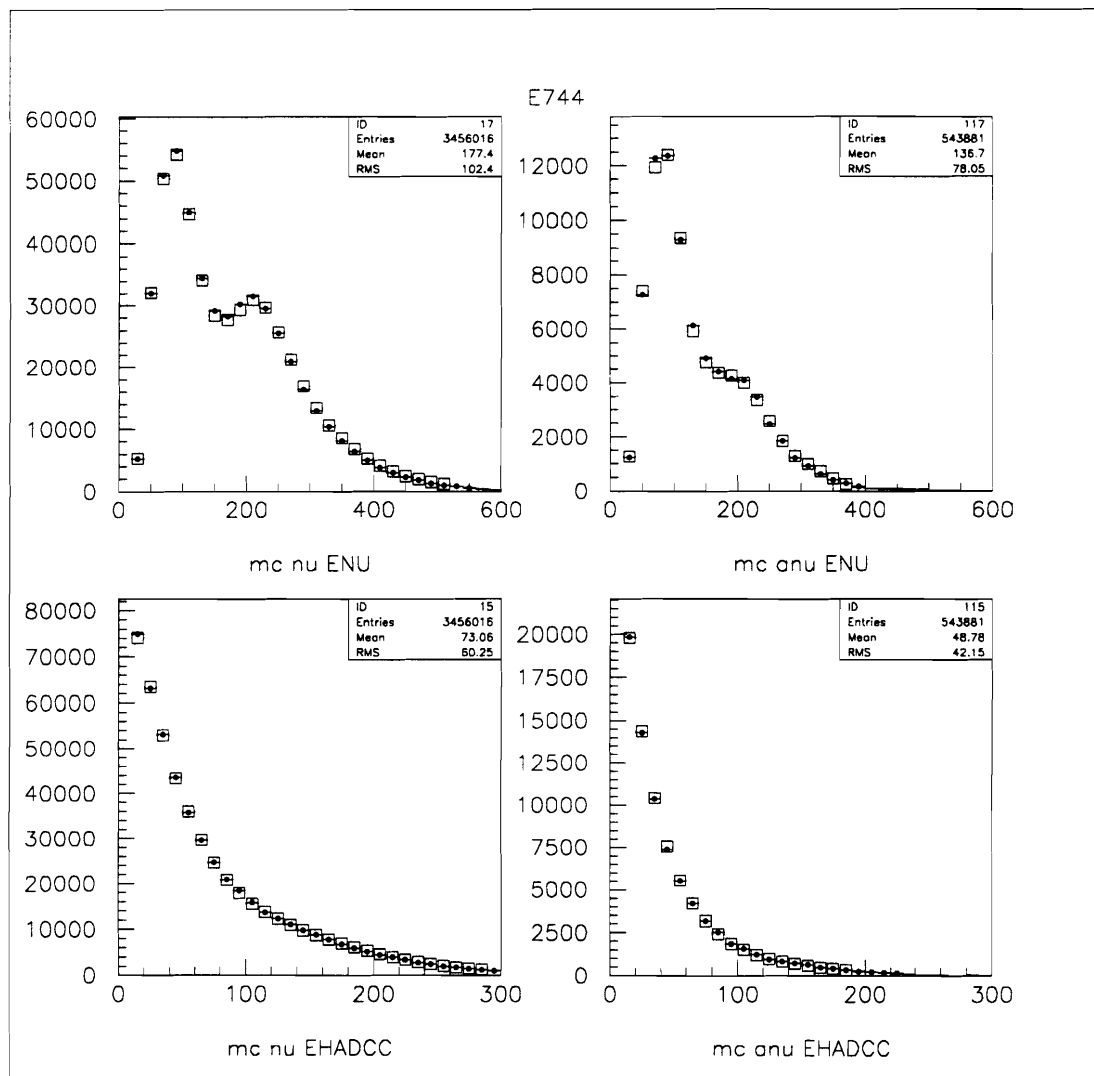 E744
60000
50000
40000
30000
20000
10000
0
0 200 400 600
ID 17
Entries 3456016
Mean 177.4
RMS 102.4
mc nu ENU
12000
10000
8000
6000
4000
2000
0
0 200 400 600
ID 117
Entries 543881
Mean 136.7
RMS 78.05
mc anu ENU
80000
70000
60000
50000
40000
30000
20000
10000
0
0 100 200 300
ID 15
Entries 3456016
Mean 73.06
RMS 60.25
mc nu EHADCC
20000
17500
15000
12500
10000
7500
5000
2500
0
0 100 200 300
ID 115
Entries 543881
Mean 48.78
RMS 42.15
mc anu EHADCC